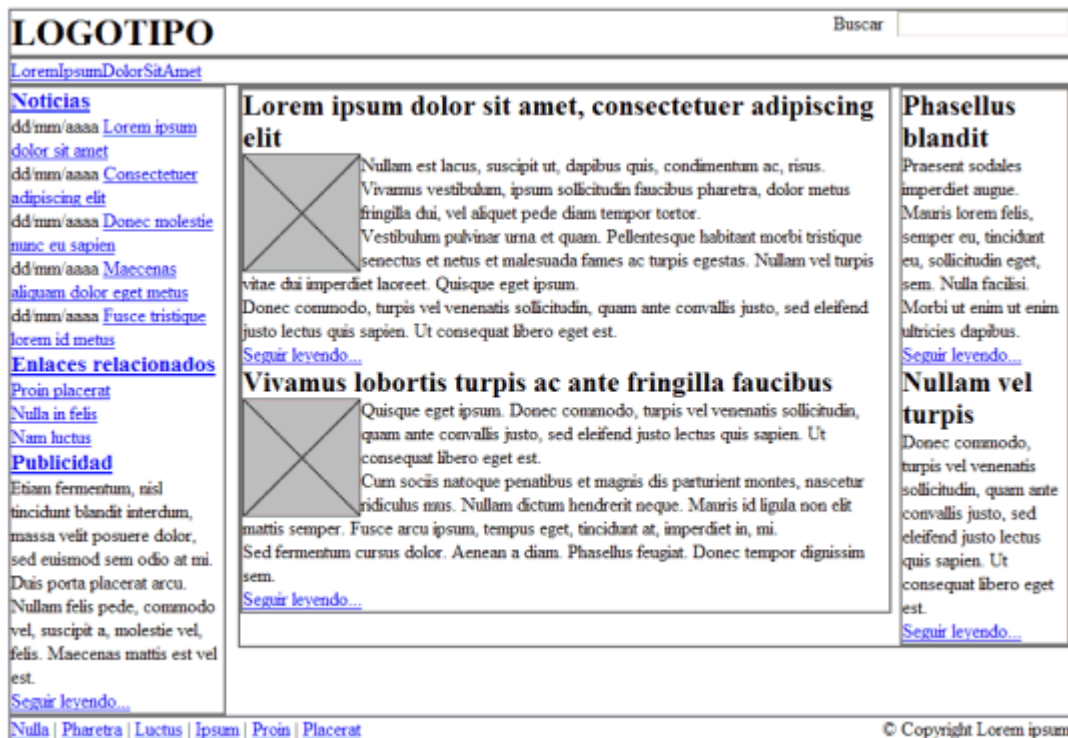 LOGOTIPO
Buscar
LoremIpsumDolorSitAmet
Noticias
dd/mm/aaaa Lorem ipsum
dolor sit amet
dd/mm/aaaa Consectetuer
adipiscing elit
dd/mm/aaaa Donec molestie
nunc eu sapien
dd/mm/aaaa Maecenas
aliquam dolor eget metus
dd/mm/aaaa Fusce tristique
lorem id metus
Enlaces relacionados
Proin placerat
Nulla in felis
Nam luctus
Publicidad
Etiam fermentum, nisl
tincidunt blandit interdum,
massa velit posuere dolor,
sed euismod sem odio at mi.
Duis porta placerat arcu.
Nullam felis pede, commodo
vel, suscipit a, molestie vel,
felis. Maecenas mattis est vel
est.
Seguir leyendo...
Lorem ipsum dolor sit amet, consectetuer adipiscing
elit
Nullam est lacus, suscipit ut, dapibus quis, condimentum ac, risus.
Vivamus vestibulum, ipsum sollicitudin faucibus pharetra, dolor metus
fringilla dui, vel aliquet pede diam tempor tortor.
Vestibulum pulvinar urna et quam. Pellentesque habitant morbi tristique
senectus et netus et malesuada fames ac turpis egestas. Nullam vel turpis
vitae dui imperdiet laoreet. Quisque eget ipsum.
Donec commodo, turpis vel venenatis sollicitudin, quam ante convallis justo, sed eleifend
justo lectus quis sapien. Ut consequat libero eget est.
Seguir leyendo...
Vivamus lobortis turpis ac ante fringilla faucibus
Quisque eget ipsum. Donec commodo, turpis vel venenatis sollicitudin,
quam ante convallis justo, sed eleifend justo lectus quis sapien. Ut
consequat libero eget est.
Cum sociis natoque penatibus et magnis dis parturient montes, nascetur
ridiculus mus. Nullam dictum hendrerit neque. Mauris id ligula non elit
mattis semper. Fusce arcu ipsum, tempus eget, tincidunt at, imperdiet in, mi.
Sed fermentum cursus dolor. Aenean a diam. Phasellus feugiat. Donec tempor dignissim
sem.
Seguir leyendo...
Phasellus
blandit
Praesent sodales
imperdiet augue.
Mauris lorem felis,
semper eu, tincidunt
eu, sollicitudin eget,
sem. Nulla facilisi.
Morbi ut enim ut enim
ultricies dapibus.
Seguir leyendo...
Nullam vel
turpis
Donec commodo,
turpis vel venenatis
sollicitudin, quam ante
convallis justo, sed
eleifend justo lectus
quis sapien. Ut
consequat libero eget
est.
Seguir leyendo...
Nulla | Pharetra | Luctus | Ipsum | Proin | Placerat
© Copyright Lorem ipsum